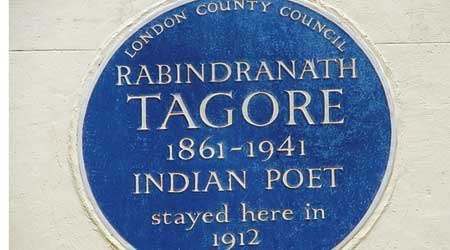 LONDON COUNTY COUNCIL
RABINDRANATH
TAGORE
1861-1941
INDIAN POET
stayed here in
1912